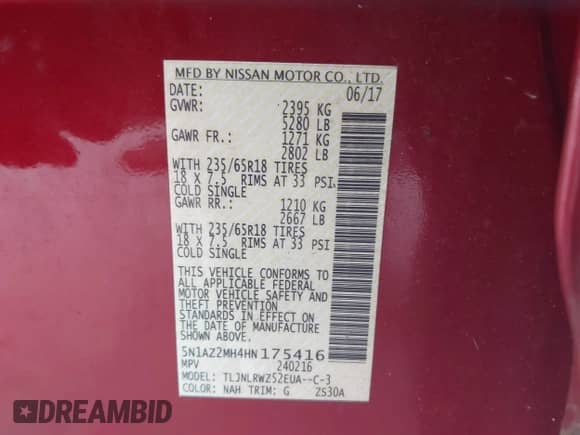 MFD BY NISSAN MOTOR CO., LTD.
DATE: 06/17
GVWR: 2395 KG
5280 LB
GAWR FR.: 1271 KG
2802 LB
WITH 235/65R18 TIRES
18 X 7.5 RIMS AT 33 PSI
COLD SINGLE
GAWR RR.: 1210 KG
2667 LB
WITH 235/65R18 TIRES
18 X 7.5 RIMS AT 33 PSI
COLD SINGLE
THIS VEHICLE CONFORMS TO
ALL APPLICABLE FEDERAL
MOTOR VEHICLE SAFETY AND
THEFT PREVENTION
STANDARDS IN EFFECT ON
THE DATE OF MANUFACTURE
SHOWN ABOVE.
5N1AZ2MH4HN175416
MPV 240216
MODEL: TLJNLRWZ52EUA--C-3
COLOR: NAH TRIM: G ZS30A
DREAMBID